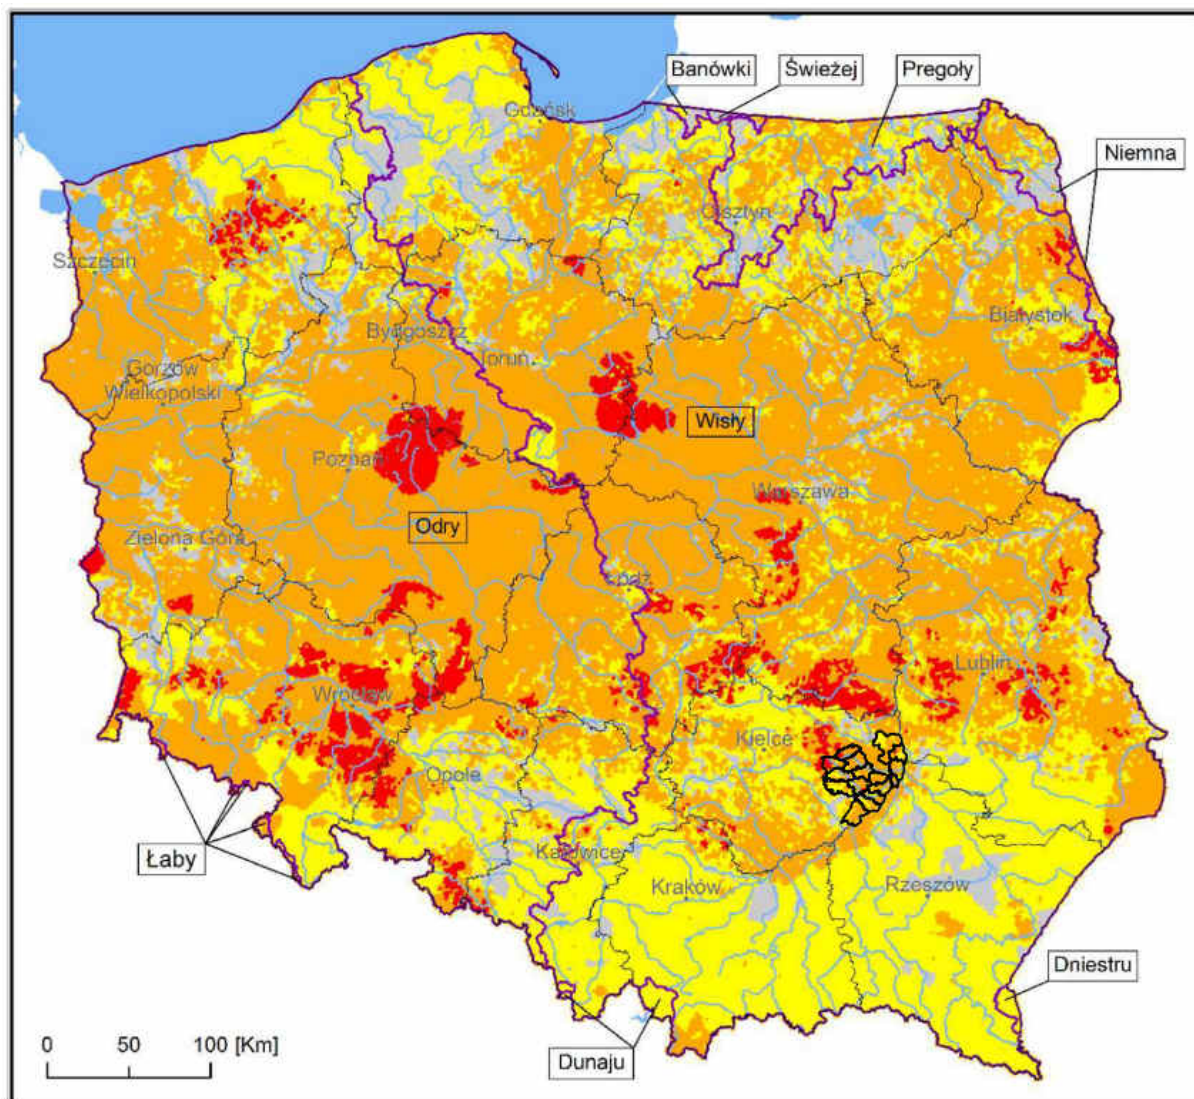 Banówki
Świeżej
Pregoły
Gdańsk
Niemna
Olsztyn
Szczecin
Białystok
Bydgoszcz
Toruń
Gorzów
Wielkopolski
Wisły
Poznań
Warszawa
Odry
Zielona Góra
Łódź
Lublin
Wrocław
Kielce
Opole
Łaby
Katowice
Kraków
Rzeszów
Dniestru
0 50 100 [Km]
Dunaju